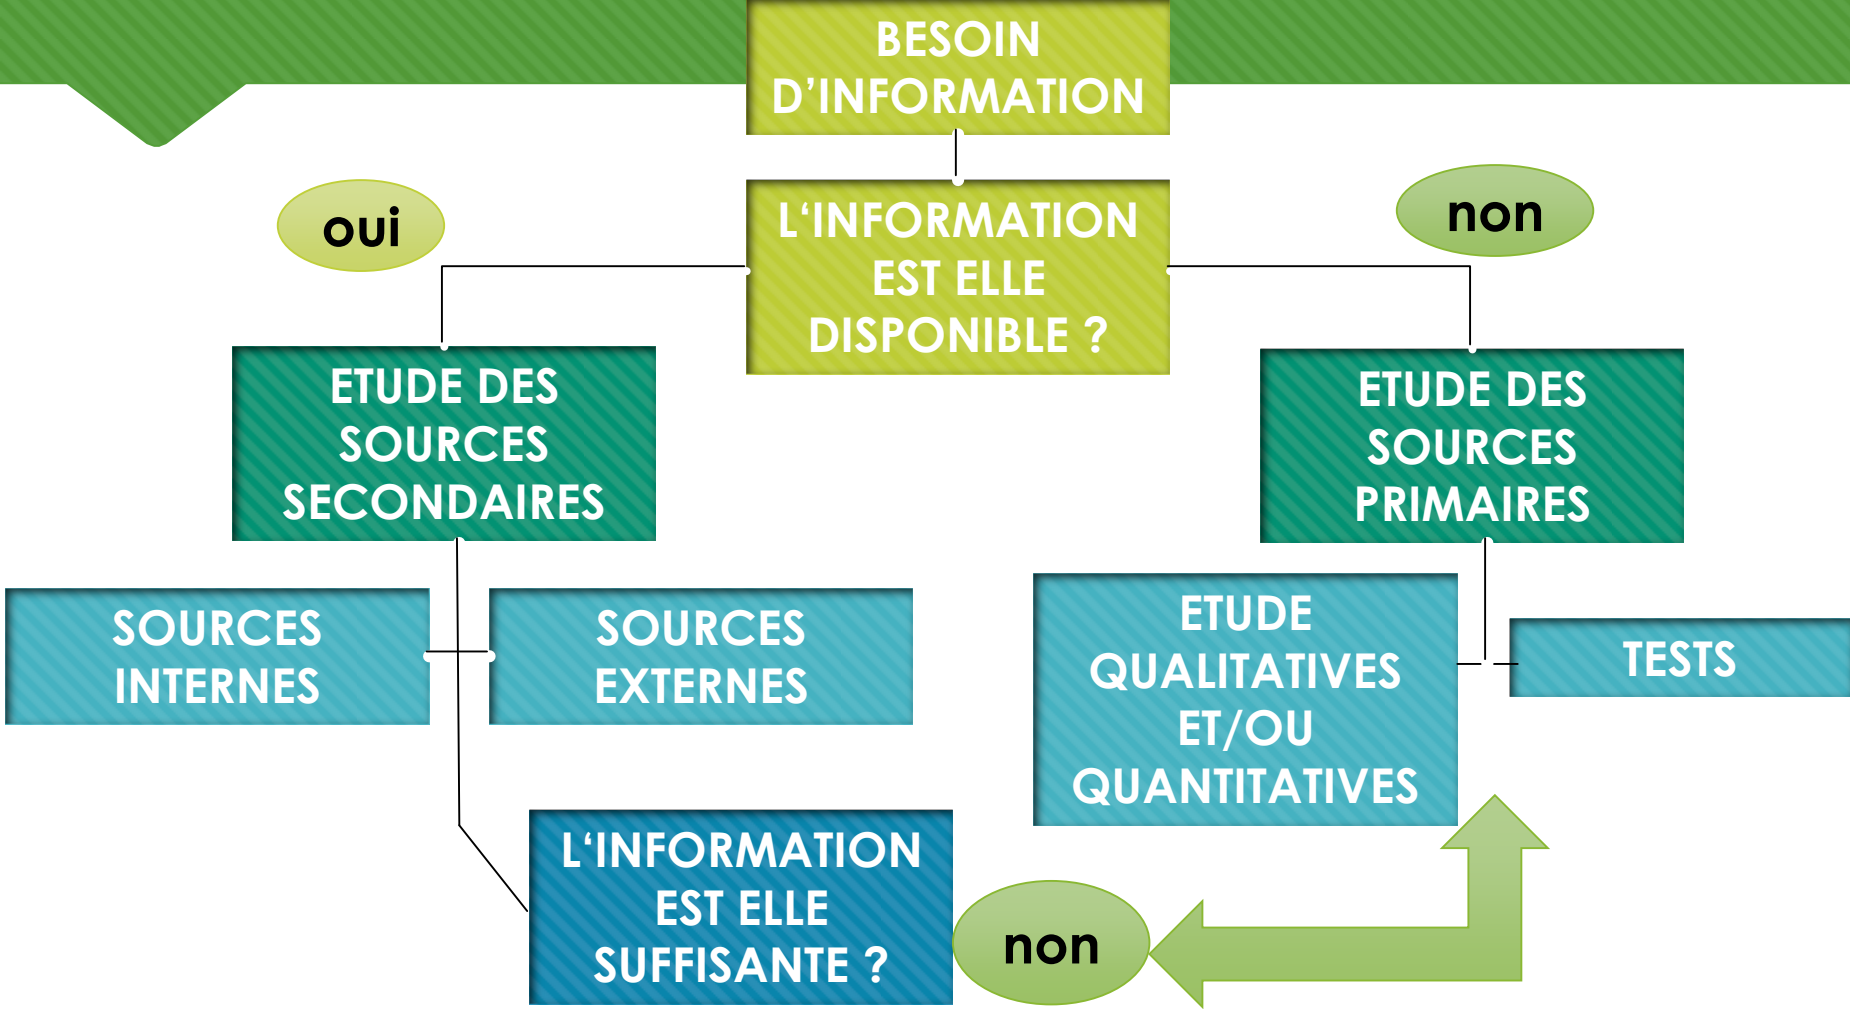 BESOIN
D’INFORMATION
oui
L‘INFORMATION
EST ELLE
DISPONIBLE ?
non
ETUDE DES
SOURCES
SECONDAIRES
ETUDE DES
SOURCES
PRIMAIRES
SOURCES
INTERNES
SOURCES
EXTERNES
ETUDE
QUALITATIVES
ET/OU
QUANTITATIVES
TESTS
L‘INFORMATION
EST ELLE
SUFFISANTE ?
non